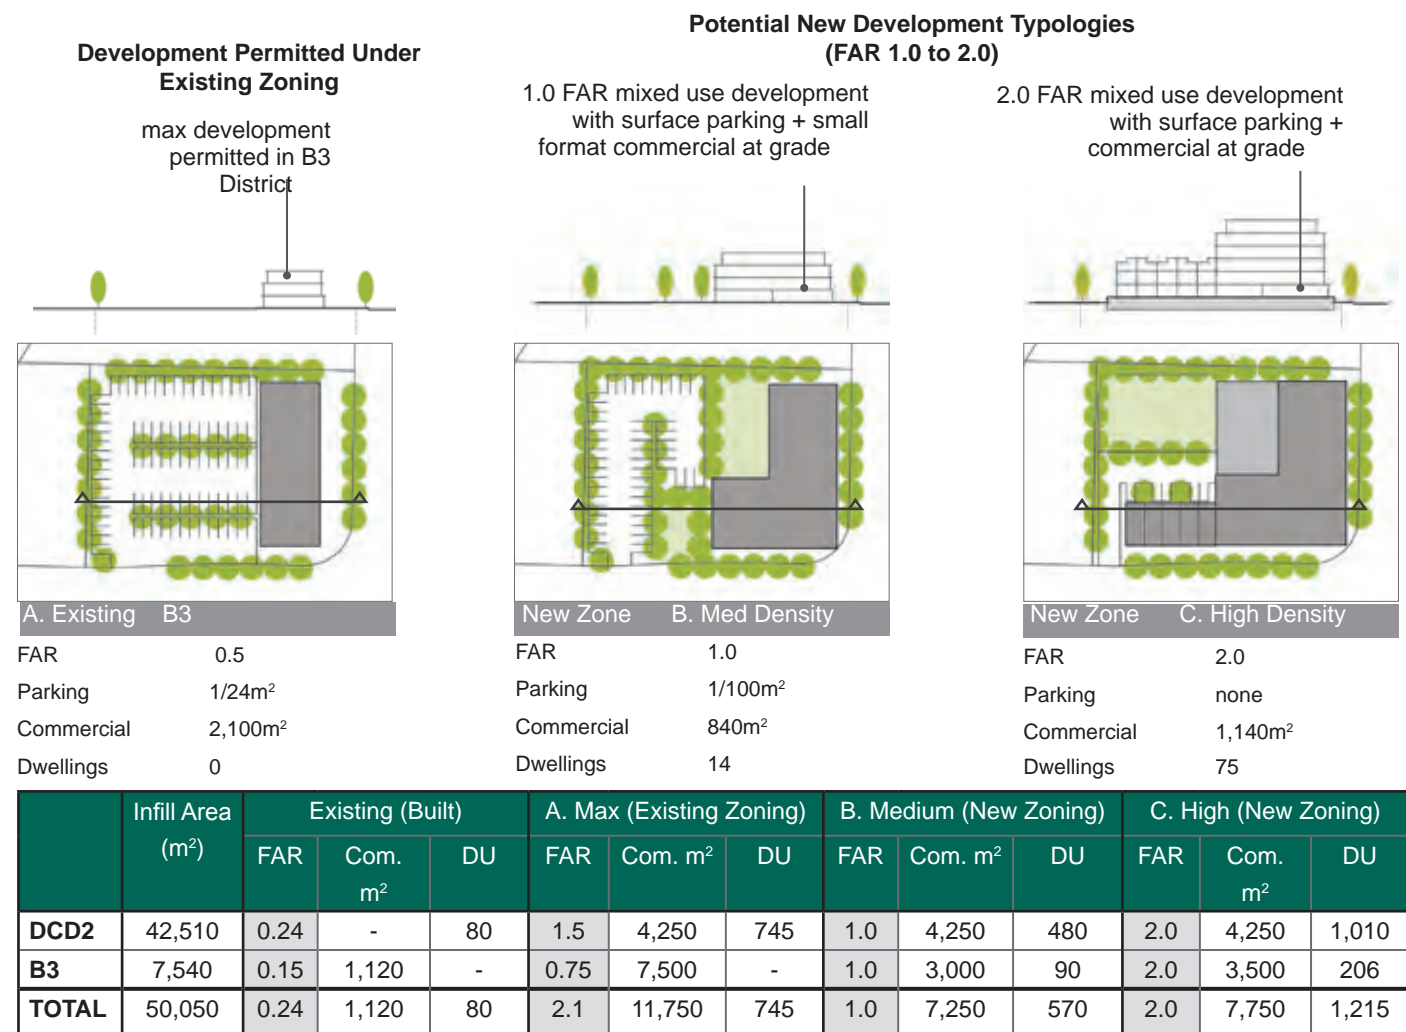 Development Permitted Under
Existing Zoning
max development
permitted in B3
District
Potential New Development Typologies
(FAR 1.0 to 2.0)
1.0 FAR mixed use development
with surface parking + small
format commercial at grade
2.0 FAR mixed use development
with surface parking +
commercial at grade
A. Existing B3
FAR 0.5
Parking 1/24m²
Commercial 2,100m²
Dwellings 0
New Zone B. Med Density
FAR 1.0
Parking 1/100m²
Commercial 840m²
Dwellings 14
New Zone C. High Density
FAR 2.0
Parking none
Commercial 1,140m²
Dwellings 75
Infill Area (m²) Existing (Built) A. Max (Existing Zoning) B. Medium (New Zoning) C. High (New Zoning)
FAR Com. m² DU FAR Com. m² DU FAR Com. m² DU FAR Com. m² DU
DCD2 42,510 0.24 - 80 1.5 4,250 745 1.0 4,250 480 2.0 4,250 1,010
B3 7,540 0.15 1,120 - 0.75 7,500 - 1.0 3,000 90 2.0 3,500 206
TOTAL 50,050 0.24 1,120 80 2.1 11,750 745 1.0 7,250 570 2.0 7,750 1,215